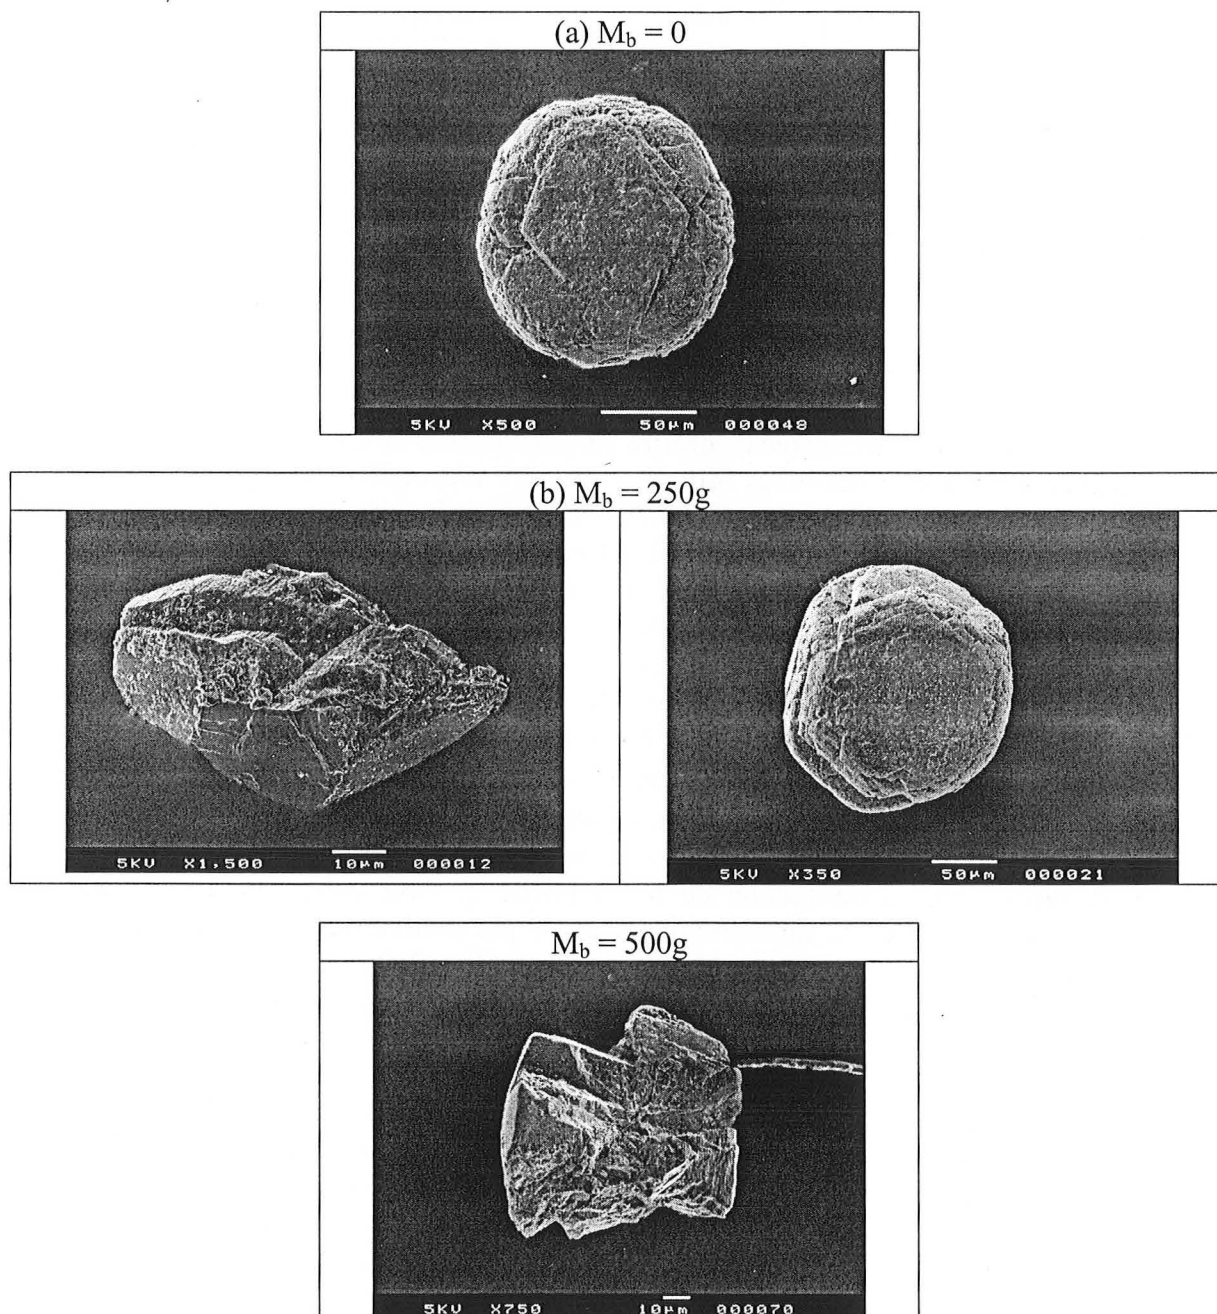 (a) M_b = 0
5KV X500 50µm 000048
(b) M_b = 250g
5KV X1,500 10µm 000012
5KV X350 50µm 000021
M_b = 500g
5KV X750 10µm 000070